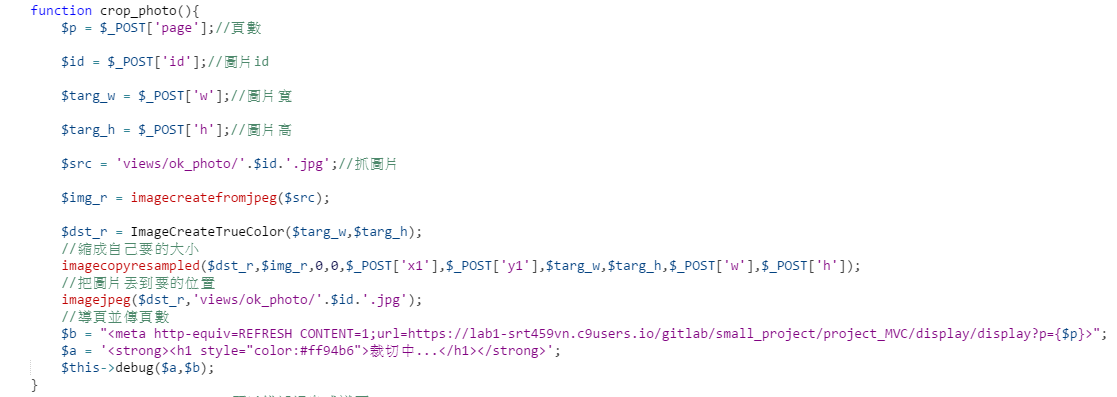 function crop_photo(){
$p = $_POST['page'];//頁數
$id = $_POST['id'];//圖片id
$targ_w = $_POST['w'];//圖片寬
$targ_h = $_POST['h'];//圖片高
$src = 'views/ok_photo/'.$id.'.jpg';//抓圖片
$img_r = imagecreatefromjpeg($src);
$dst_r = ImageCreateTrueColor($targ_w,$targ_h);
//縮成自己要的大小
imagecopyresampled($dst_r,$img_r,0,0,$_POST['x1'],$_POST['y1'],$targ_w,$targ_h,$_POST['w'],$_POST['h']);
//把圖片丟到要的位置
imagejpeg($dst_r,'views/ok_photo/'.$id.'.jpg');
//導頁並傳頁數
$b = "<meta http-equiv=REFRESH CONTENT=1;url=https://lab1-srt459vn.c9users.io/gitlab/small_project/project_MVC/display/display?p={$p}>";
$a = '<strong><h1 style="color:#ff94b6">裁切中...</h1></strong>';
$this->debug($a,$b);
}